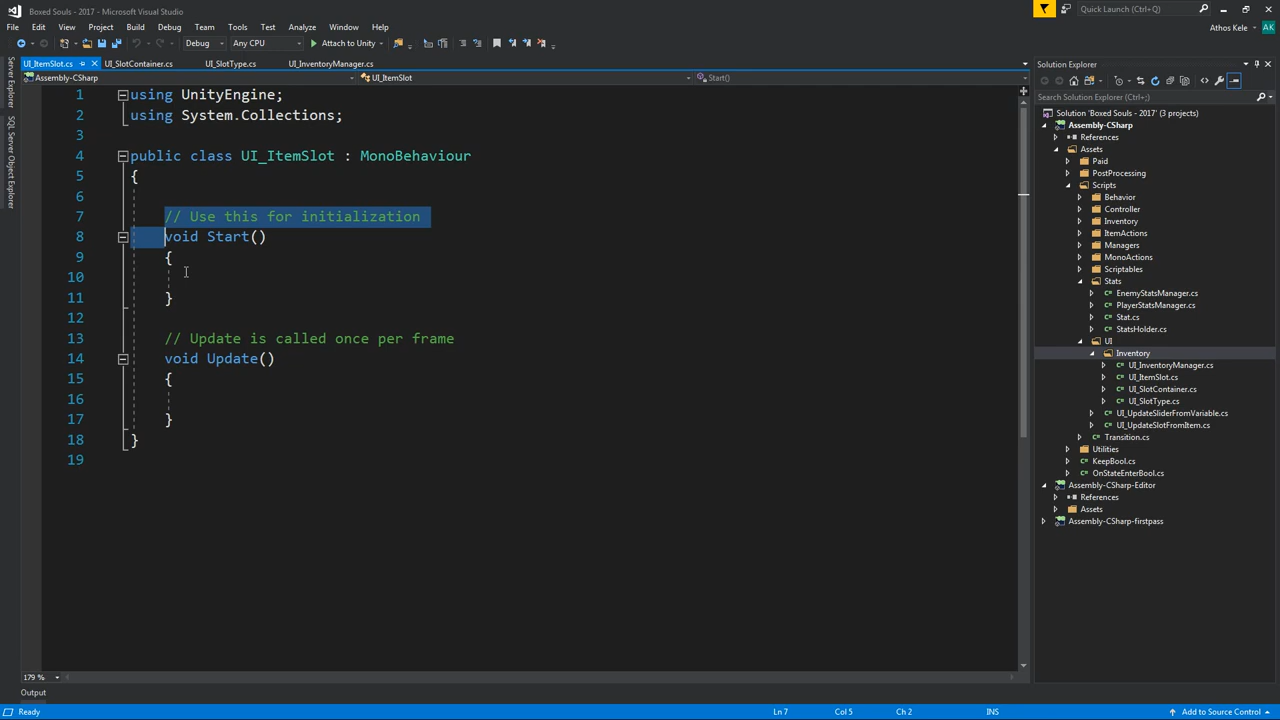 Boxed Souls - 2017 - Microsoft Visual Studio
Quick Launch (Ctrl+Q)
File Edit View Project Build Debug Team Tools Architecture Test Analyze Window Help
Athos Kele AK
Debug Any CPU Attach to Unity
UI_ItemSlot.cs UI_SlotContainer.cs UI_SlotType.cs UI_InventoryManager.cs
Assembly-CSharp UI_ItemSlot Start()
Server Explorer
SQL Server Object Explorer
1 using UnityEngine;
2 using System.Collections;
3
4 public class UI_ItemSlot : MonoBehaviour
5 {
6
7 // Use this for initialization
8 void Start()
9 {
10
11 }
12
13 // Update is called once per frame
14 void Update()
15 {
16
17 }
18 }
19
179 %
Output
Solution Explorer
Search Solution Explorer (Ctrl+;)
Solution 'Boxed Souls - 2017' (3 projects)
Assembly-CSharp
References
Assets
Paid
PostProcessing
Scripts
Behavior
Controller
Inventory
ItemActions
Managers
MonoActions
Scriptables
Stats
EnemyStatsManager.cs
PlayerStatsManager.cs
Stat.cs
StatsHolder.cs
UI
Inventory
UI_InventoryManager.cs
UI_ItemSlot.cs
UI_SlotContainer.cs
UI_SlotType.cs
UI_UpdateSliderFromVariable.cs
UI_UpdateSlotFromItem.cs
Transition.cs
Utilities
KeepBool.cs
OnStateEnterBool.cs
Assembly-CSharp-Editor
References
Assets
Assembly-CSharp-firstpass
Ready Ln 7 Col 5 Ch 2 INS Add to Source Control